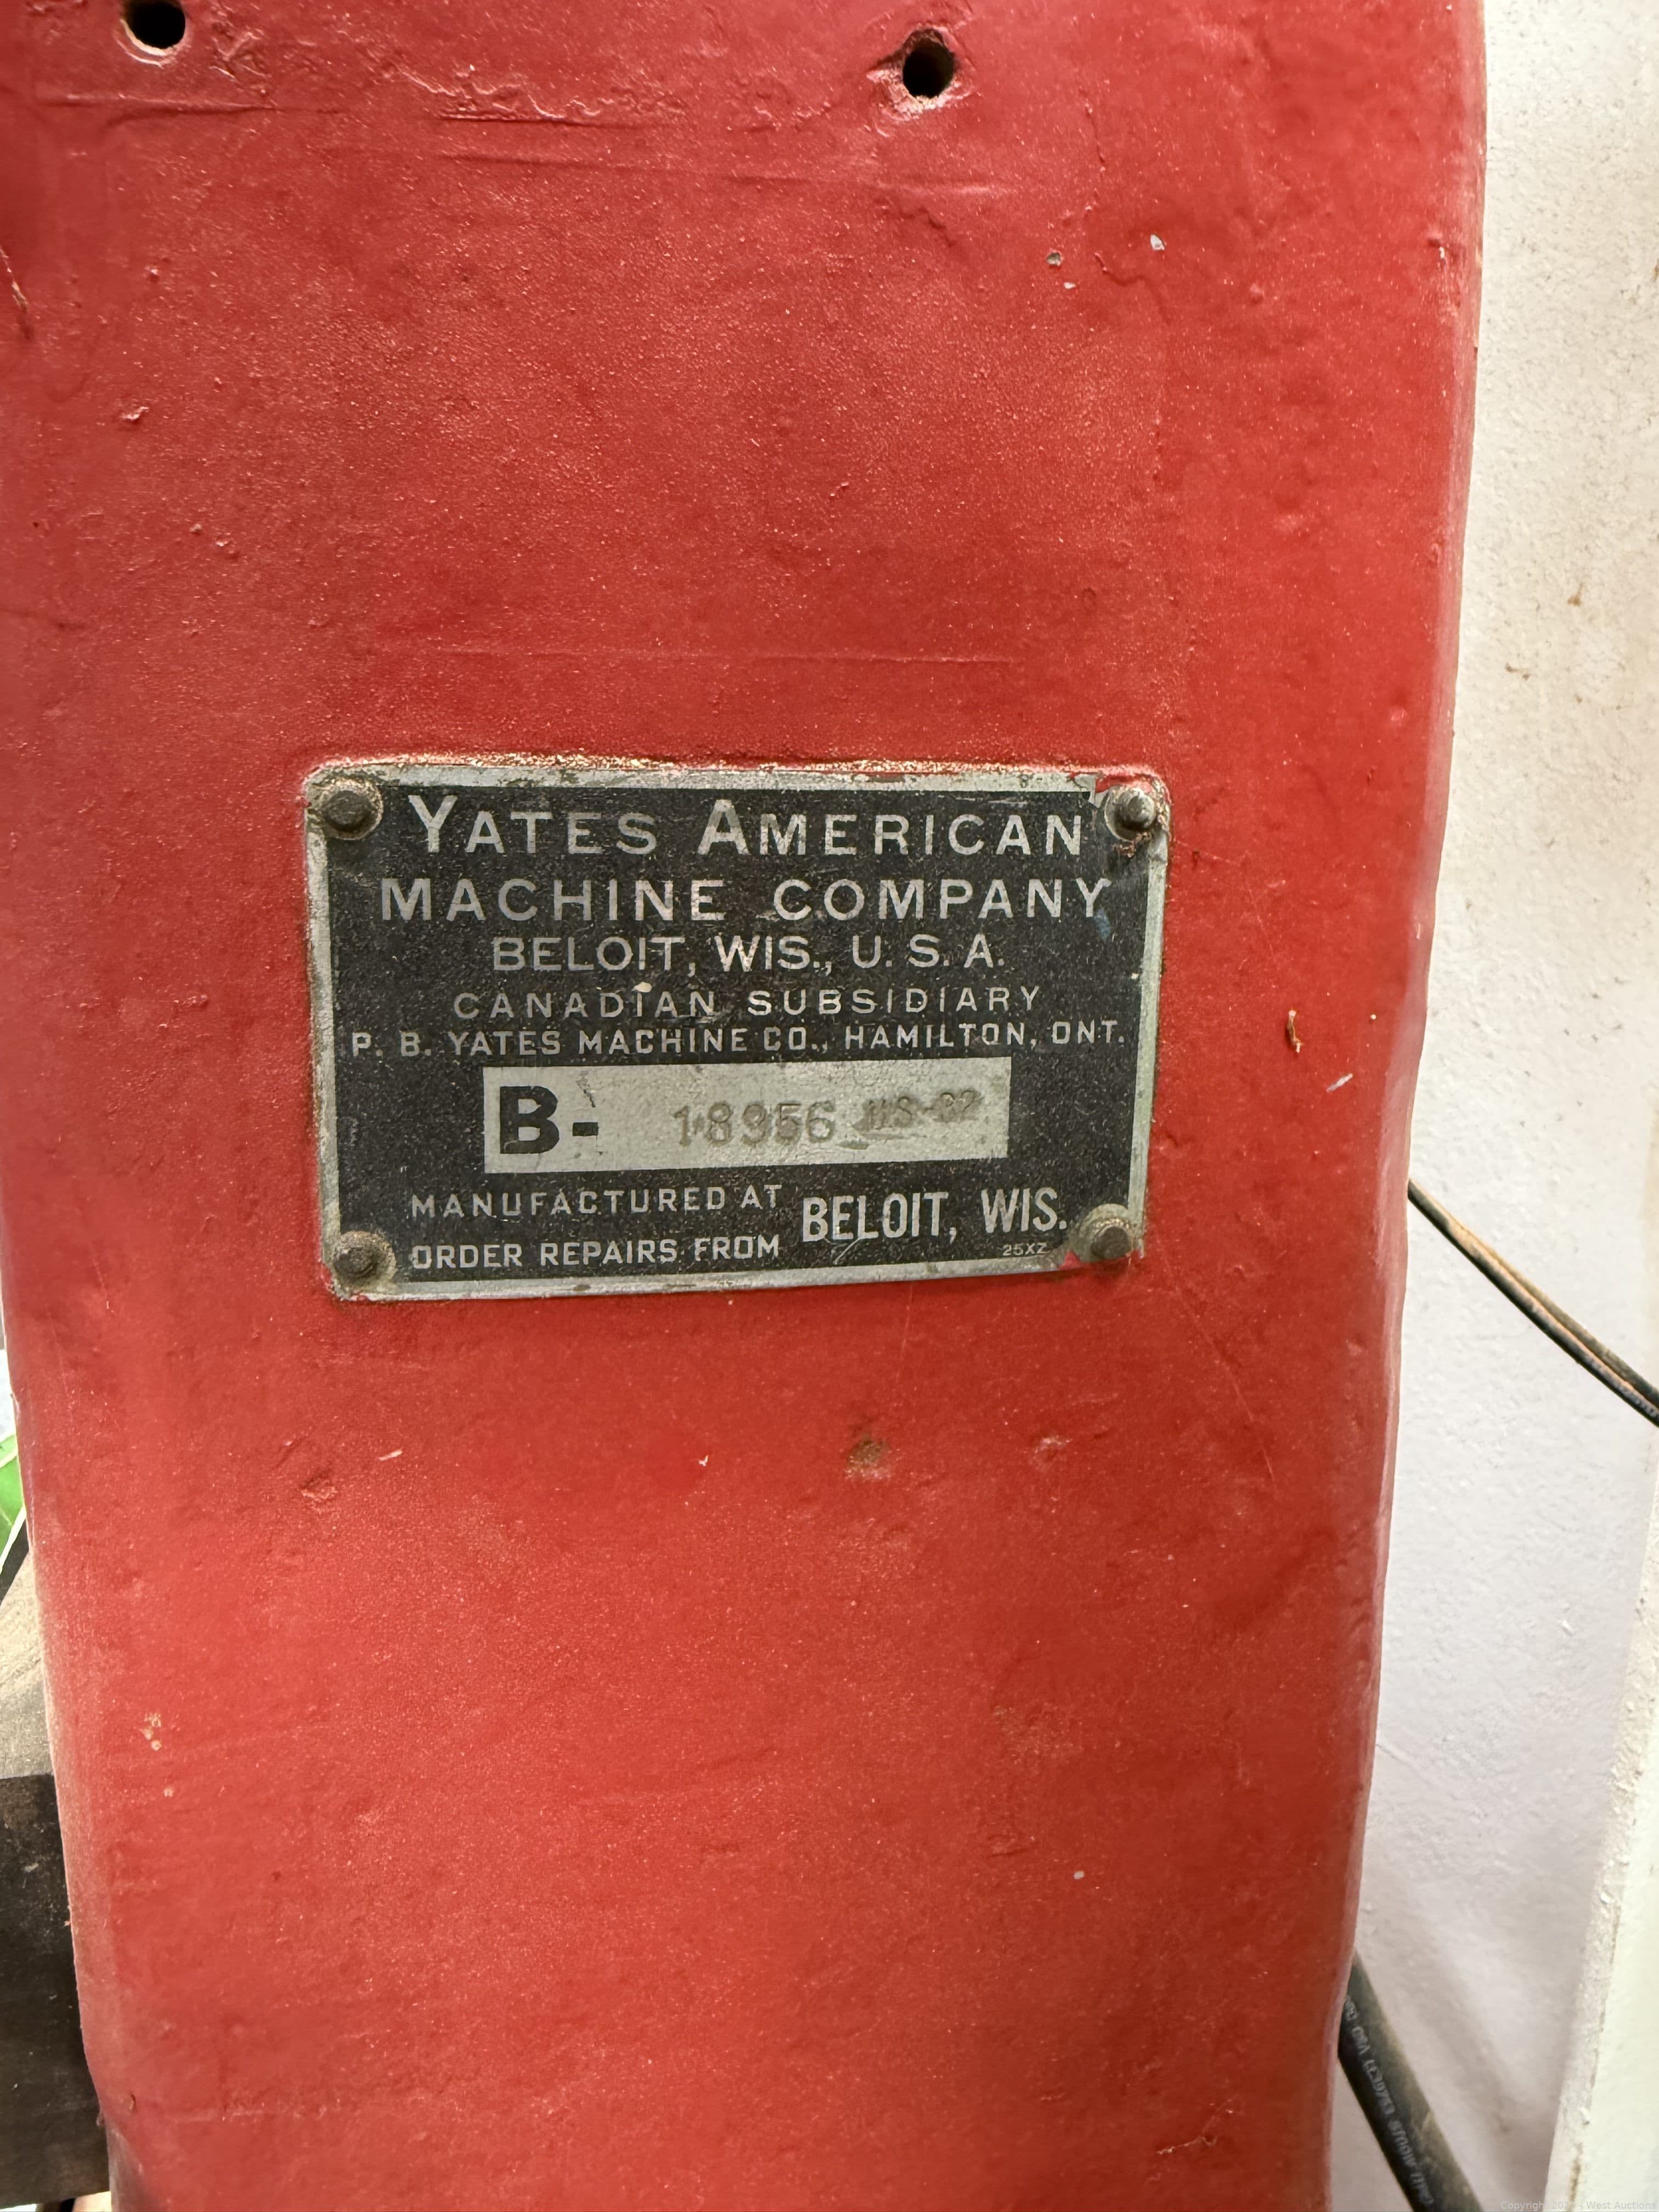 YATES AMERICAN
MACHINE COMPANY
BELOIT, WIS., U. S. A.
CANADIAN SUBSIDIARY
P. B. YATES MACHINE CO., HAMILTON, ONT.
B- 18956
MANUFACTURED AT
ORDER REPAIRS FROM
BELOIT, WIS.
25XZ